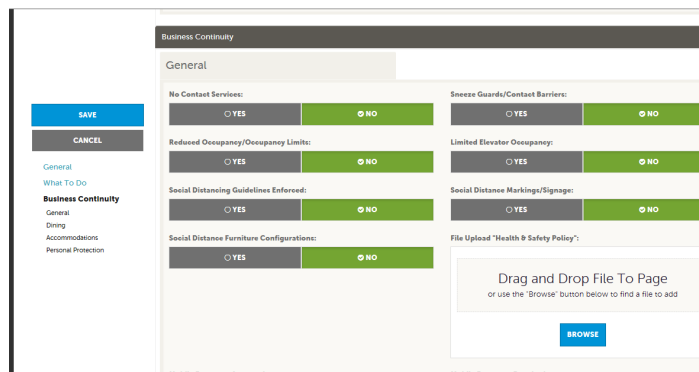 Business Continuity
General
No Contact Services:
Sneeze Guards/Contact Barriers:
YES NO
YES NO
SAVE
CANCEL
Reduced Occupancy/Occupancy Limits:
Limited Elevator Occupancy:
YES NO
YES NO
General
What To Do
Business Continuity
General
Dining
Accommodations
Personal Protection
Social Distancing Guidelines Enforced:
Social Distance Markings/Signage:
YES NO
YES NO
Social Distance Furniture Configurations:
File Upload "Health & Safety Policy":
YES NO
Drag and Drop File To Page
or use the "Browse" button below to find a file to add
BROWSE